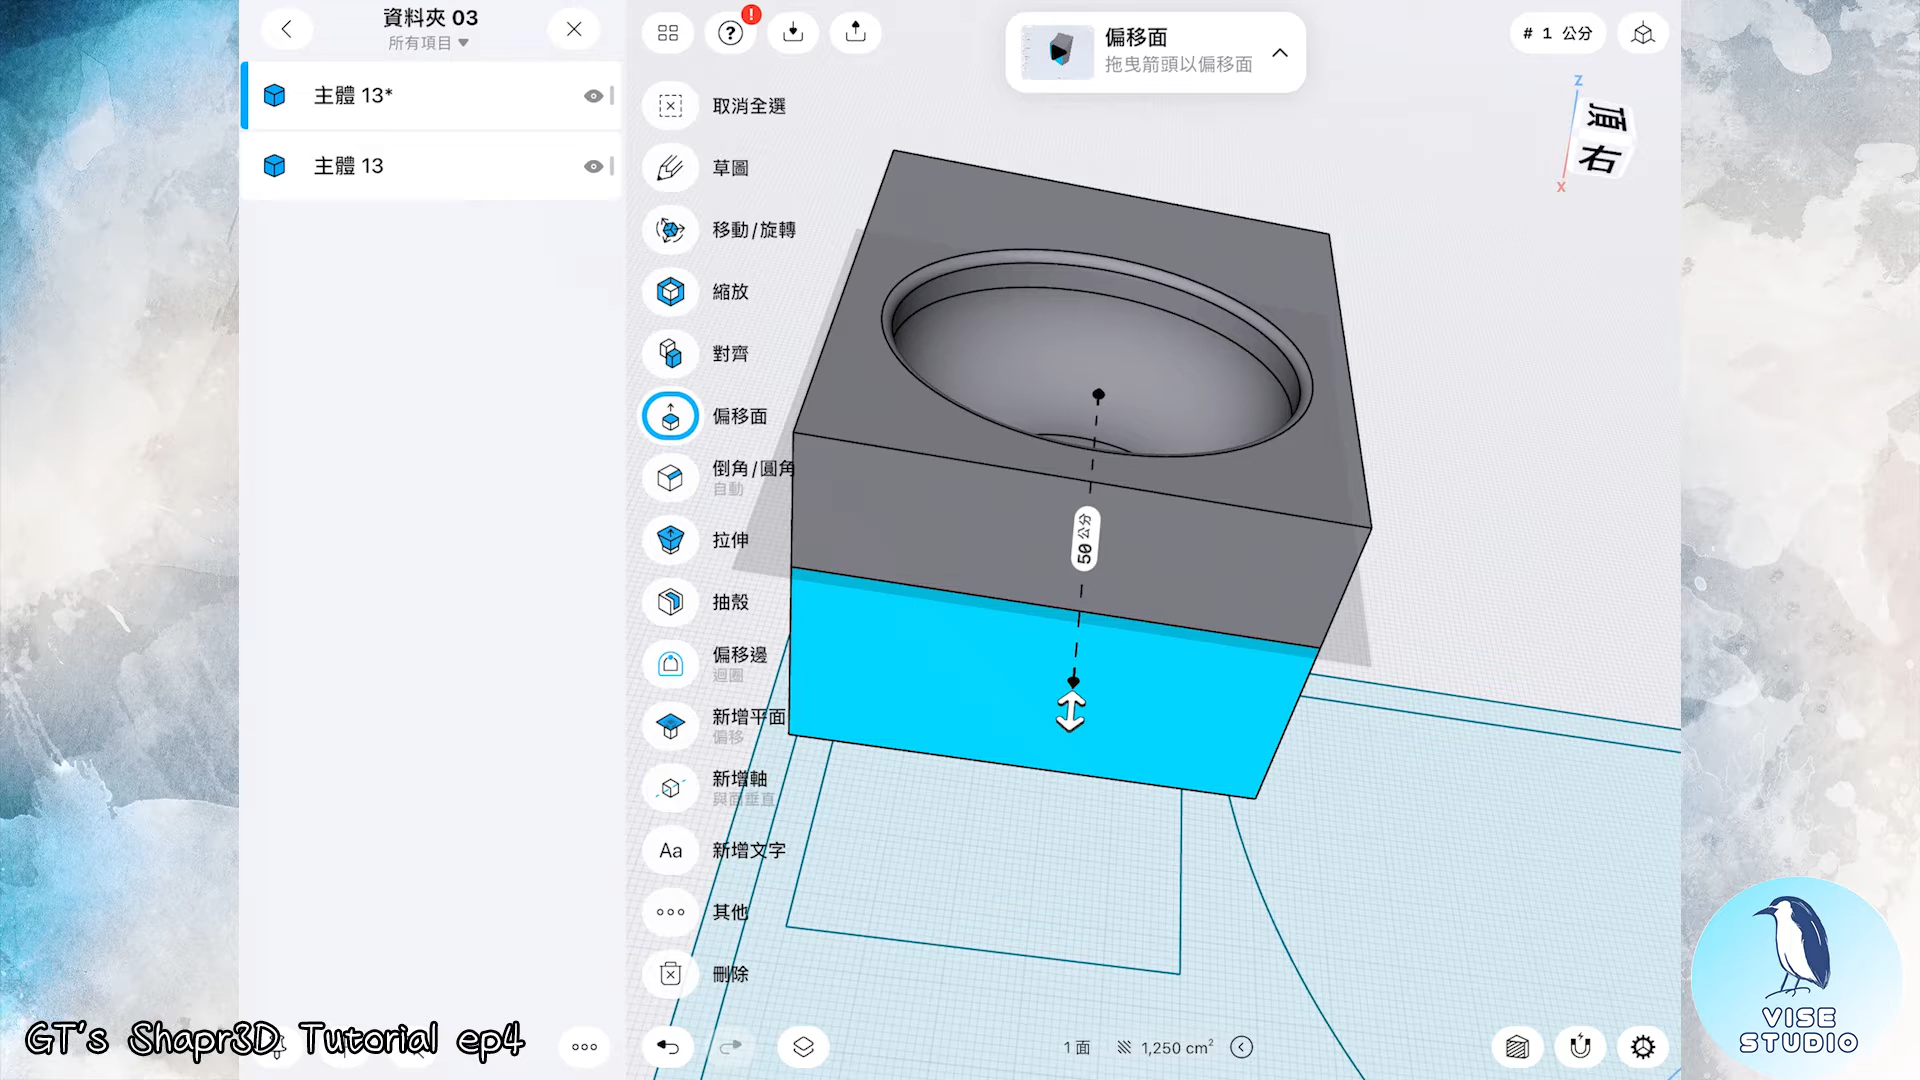 資料夾 03
所有項目 ▼
主體 13*
主體 13
取消全選
草圖
移動/旋轉
縮放
對齊
偏移面
倒角/圓角
自動
拉伸
抽殼
偏移邊
迴圈
新增平面
偏移
新增軸
與面垂直
Aa
新增文字
其他
刪除
偏移面
拖曳箭頭以偏移面
# 1 公分
Z
頂
右
X
50 公分
1 面
1,250 cm²
GT's Shapr3D Tutorial ep4
VISE
STUDIO